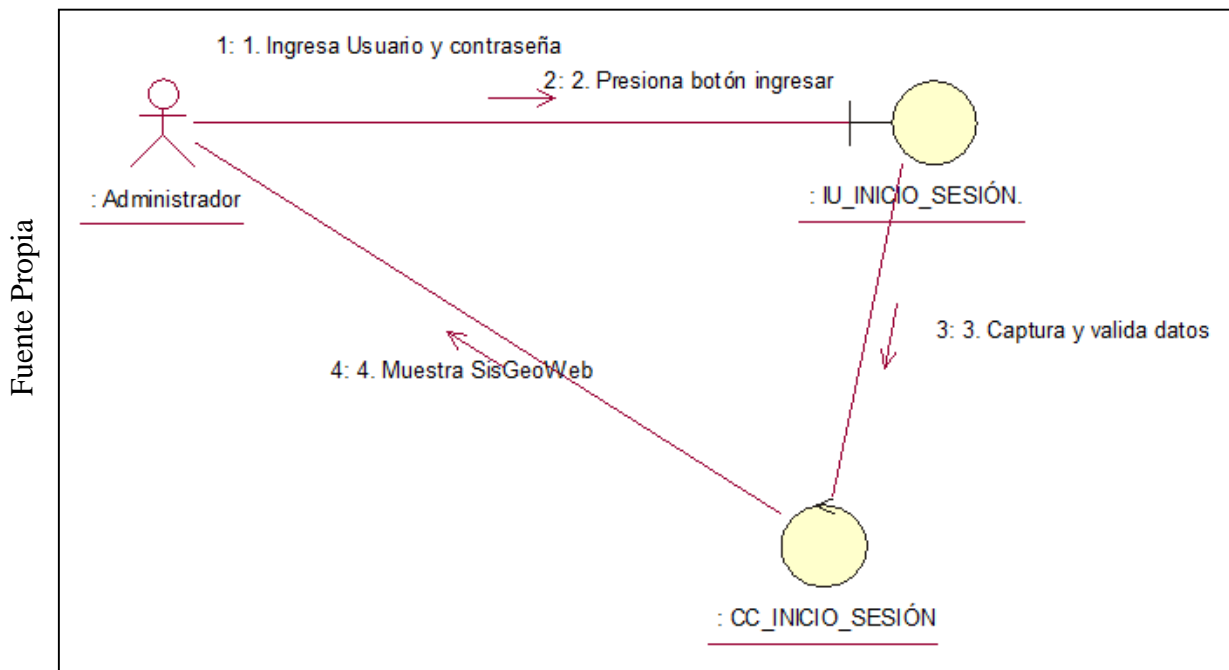 1: 1. Ingresa Usuario y contraseña
2: 2. Presiona botón ingresar
: Administrador
: IU_INICIO_SESIÓN.
Fuente Propia
3: 3. Captura y valida datos
4: 4. Muestra SisGeoWeb
: CC_INICIO_SESIÓN